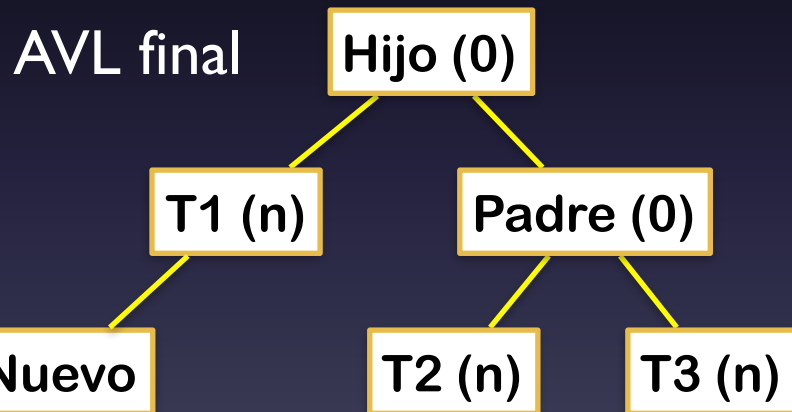 AVL final
Hijo (0)
T1 (n)
Padre (0)
Nuevo
T2 (n)
T3 (n)